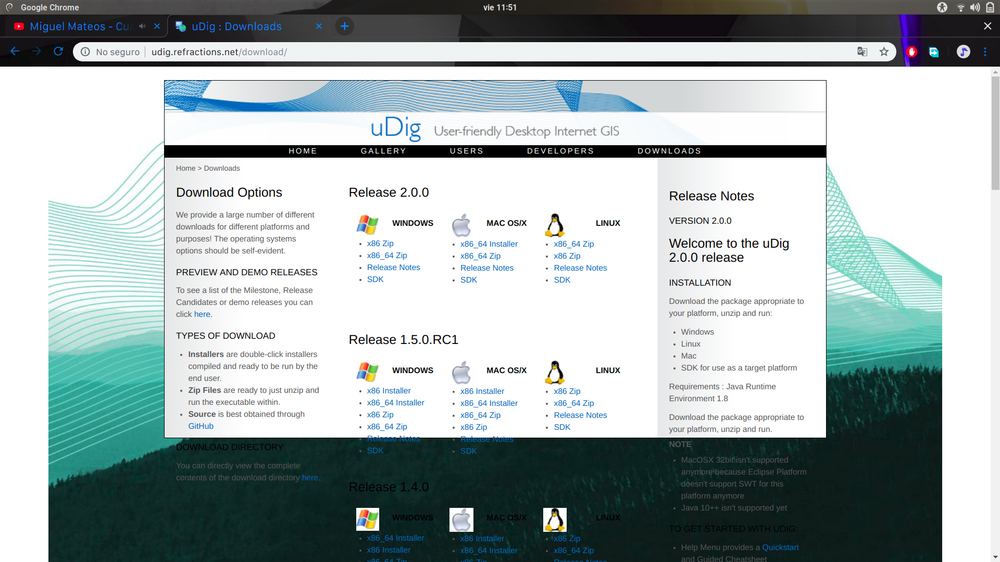 Google Chrome
vie 11:51
Miguel Mateos - Cua
uDig : Downloads
No seguro
udig.refractions.net/download/
uDig User-friendly Desktop Internet GIS
HOME GALLERY USERS DEVELOPERS DOWNLOADS
Home > Downloads
Download Options
We provide a large number of different
downloads for different platforms and
purposes! The operating systems
options should be self-evident.
PREVIEW AND DEMO RELEASES
To see a list of the Milestone, Release
Candidates or demo releases you can
click here.
TYPES OF DOWNLOAD
• Installers are double-click installers
compiled and ready to be run by the
end user.
• Zip Files are ready to just unzip and
run the executable within.
• Source is best obtained through
GitHub
DOWNLOAD DIRECTORY
You can directly view the complete
contents of the download directory here.
Release 2.0.0
WINDOWS
• x86 Zip
• x86_64 Zip
• Release Notes
• SDK
MAC OS/X
• x86_64 Installer
• x86_64 Zip
• Release Notes
• SDK
LINUX
• x86_64 Zip
• x86 Zip
• Release Notes
• SDK
Release 1.5.0.RC1
WINDOWS
• x86 Installer
• x86_64 Installer
• x86 Zip
• x86_64 Zip
• Release Notes
• SDK
MAC OS/X
• x86 Installer
• x86_64 Installer
• x86_64 Zip
• x86 Zip
• Release Notes
• SDK
LINUX
• x86 Zip
• x86_64 Zip
• Release Notes
• SDK
Release 1.4.0
WINDOWS
• x86_64 Installer
• x86 Installer
• x86_64 Zip
MAC OS/X
• x86 Installer
• x86_64 Installer
• x86 Zip
LINUX
• x86 Zip
• x86_64 Zip
• Release Notes
Release Notes
VERSION 2.0.0
Welcome to the uDig
2.0.0 release
INSTALLATION
Download the package appropriate to
your platform, unzip and run:
• Windows
• Linux
• Mac
• SDK for use as a target platform
Requirements : Java Runtime
Environment 1.8
Download the package appropriate to
your platform, unzip and run.
NOTE
• MacOSX 32bit isn't supported
anymore because Eclipse Platform
doesn't support SWT for this
platform anymore
• Java 10++ isn't supported yet
TO GET STARTED WITH UDIG:
• Help Menu provides a Quickstart
and Guided Cheatsheet